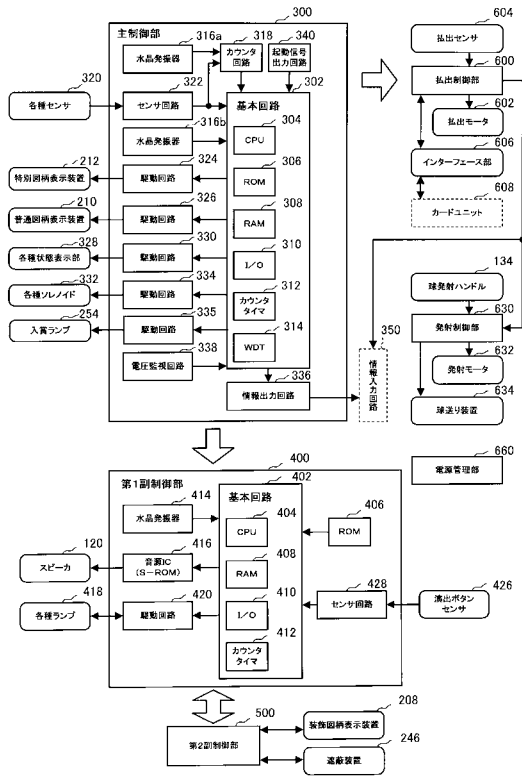 300
主制御部
316a
水晶発振器
318
カウンタ
回路
340
起動信号
出力回路
320
各種センサ
322
センサ回路
302
基本回路
316b
水晶発振器
304
CPU
212
特別図柄表示装置
324
駆動回路
306
ROM
210
普通図柄表示装置
326
駆動回路
308
RAM
328
各種状態表示部
330
駆動回路
310
I/O
332
各種ソレノイド
334
駆動回路
312
カウンタ
タイマ
254
入賞ランプ
335
駆動回路
314
WDT
338
電圧監視回路
336
情報出力回路
350
情報入力回路
604
払出センサ
600
払出制御部
602
払出モータ
606
インターフェース部
608
カードユニット
134
球発射ハンドル
630
発射制御部
632
発射モータ
634
球送り装置
660
電源管理部
400
第1副制御部
402
基本回路
414
水晶発振器
404
CPU
406
ROM
120
スピーカ
416
音源IC
(S-ROM)
408
RAM
418
各種ランプ
420
駆動回路
410
I/O
428
センサ回路
426
演出ボタン
センサ
412
カウンタ
タイマ
500
第2副制御部
208
装飾図柄表示装置
246
遮蔽装置